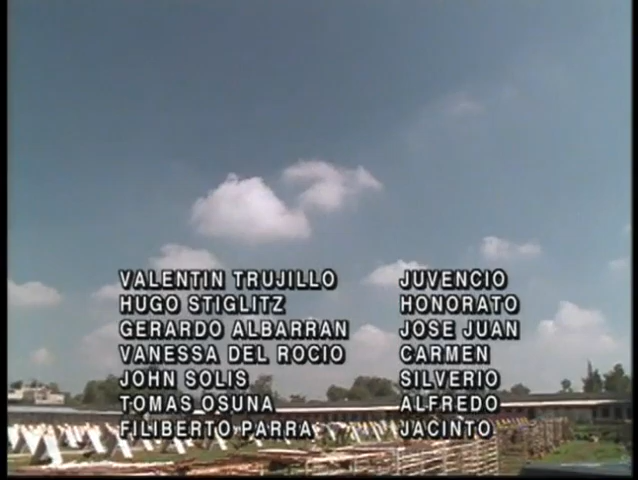 VALENTIN TRUJILLO JUVENCIO
HUGO STIGLITZ HONORATO
GERARDO ALBARRAN JOSE JUAN
VANESSA DEL ROCIO CARMEN
JOHN SOLIS SILVERIO
TOMAS OSUNA ALFREDO
FILIBERTO PARRA JACINTO